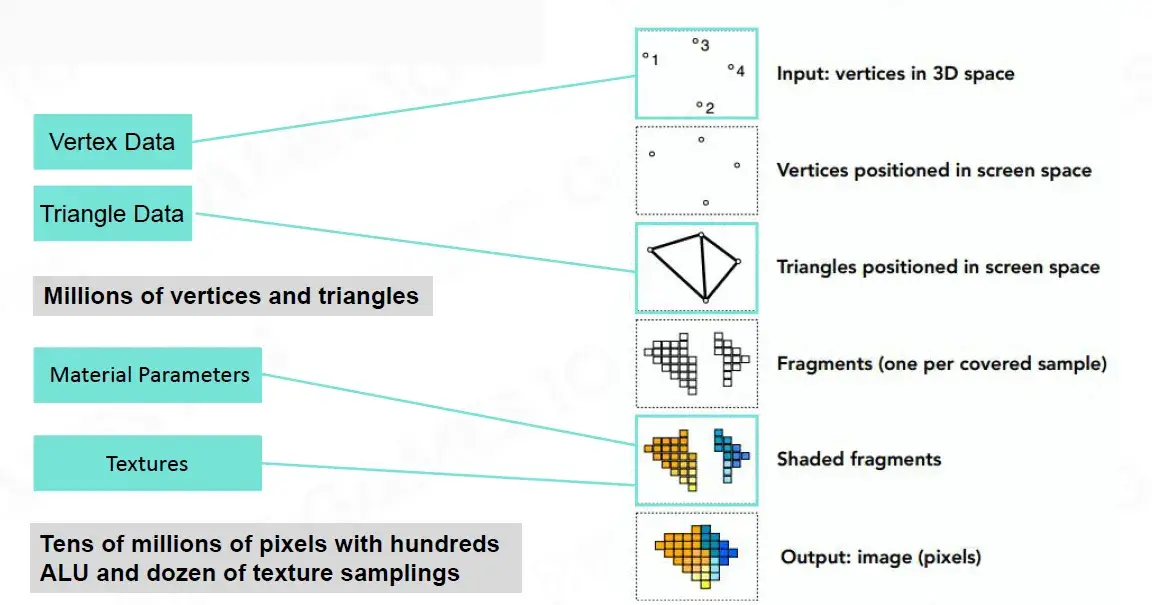 Vertex Data
Triangle Data
Millions of vertices and triangles
Material Parameters
Textures
Tens of millions of pixels with hundreds
ALU and dozen of texture samplings
1
3
4
2
Input: vertices in 3D space
Vertices positioned in screen space
Triangles positioned in screen space
Fragments (one per covered sample)
Shaded fragments
Output: image (pixels)